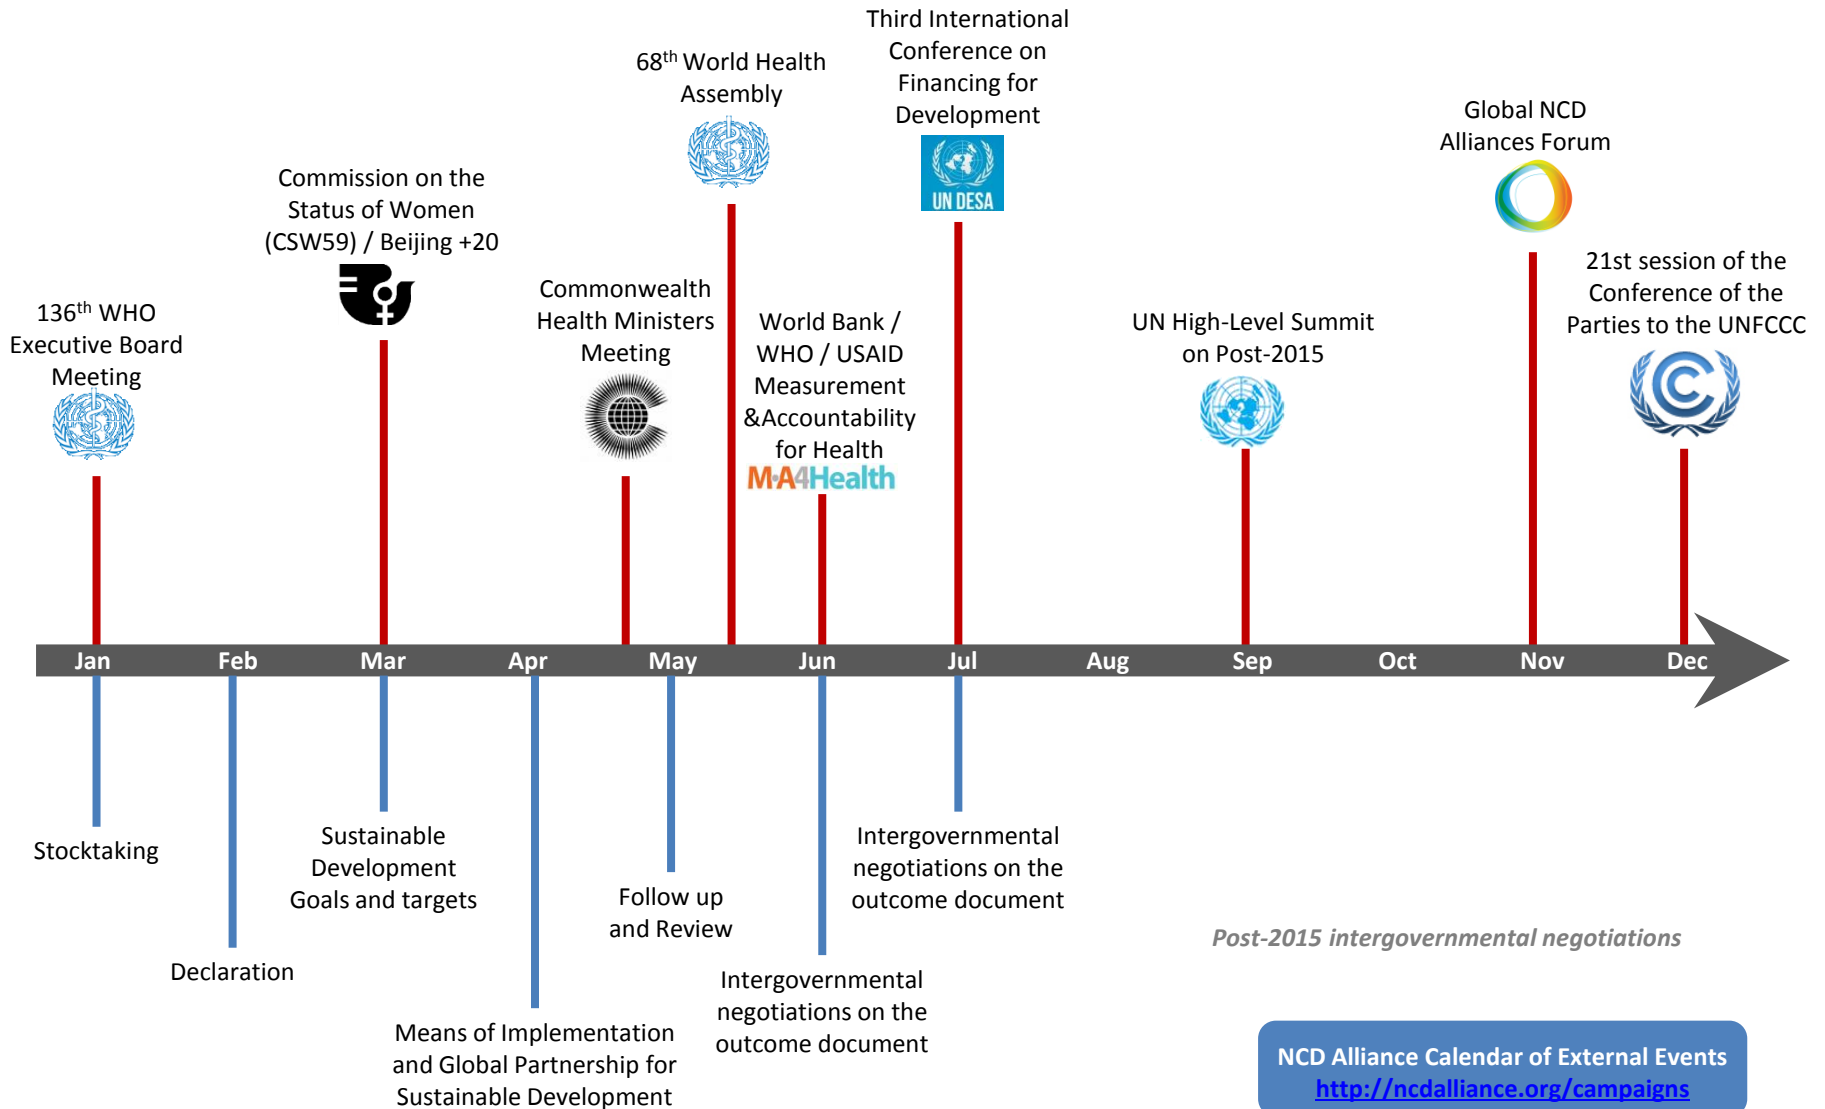 136th WHO
Executive Board
Meeting
Commission on the
Status of Women
(CSW59) / Beijing +20
Commonwealth
Health Ministers
Meeting
68th World Health
Assembly
World Bank /
WHO / USAID
Measurement
&Accountability
for Health
M·A4Health
Third International
Conference on
Financing for
Development
UN DESA
UN High-Level Summit
on Post-2015
Global NCD
Alliances Forum
21st session of the
Conference of the
Parties to the UNFCCC
Jan Feb Mar Apr May Jun Jul Aug Sep Oct Nov Dec
Stocktaking
Declaration
Sustainable
Development
Goals and targets
Means of Implementation
and Global Partnership for
Sustainable Development
Follow up
and Review
Intergovernmental
negotiations on the
outcome document
Intergovernmental
negotiations on the
outcome document
Post-2015 intergovernmental negotiations
NCD Alliance Calendar of External Events
http://ncdalliance.org/campaigns